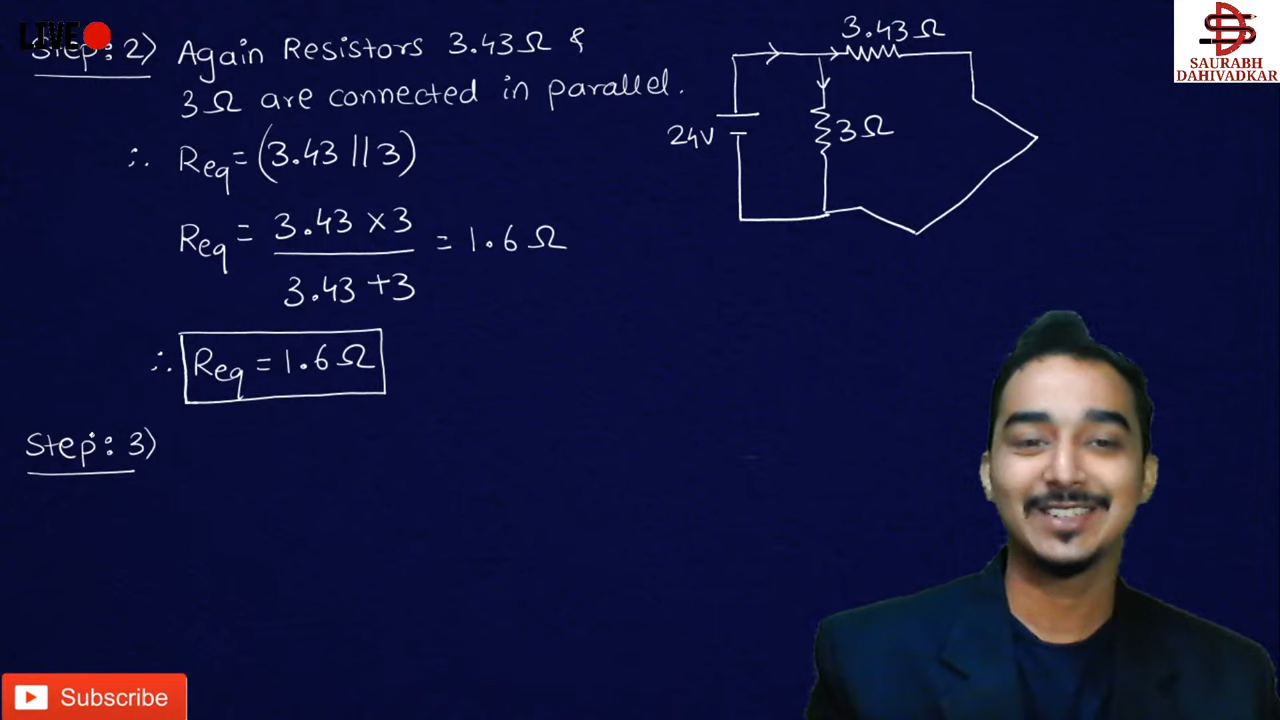 LIVE
Step: 2) Again Resistors 3.43Ω &
3Ω are connected in parallel.
∴ Req = (3.43 || 3)
Req = 3.43 × 3
3.43 + 3
= 1.6 Ω
∴ Req = 1.6 Ω
Step: 3)
3.43Ω
24V
3Ω
SAURABH
DAHIVADKAR
Subscribe